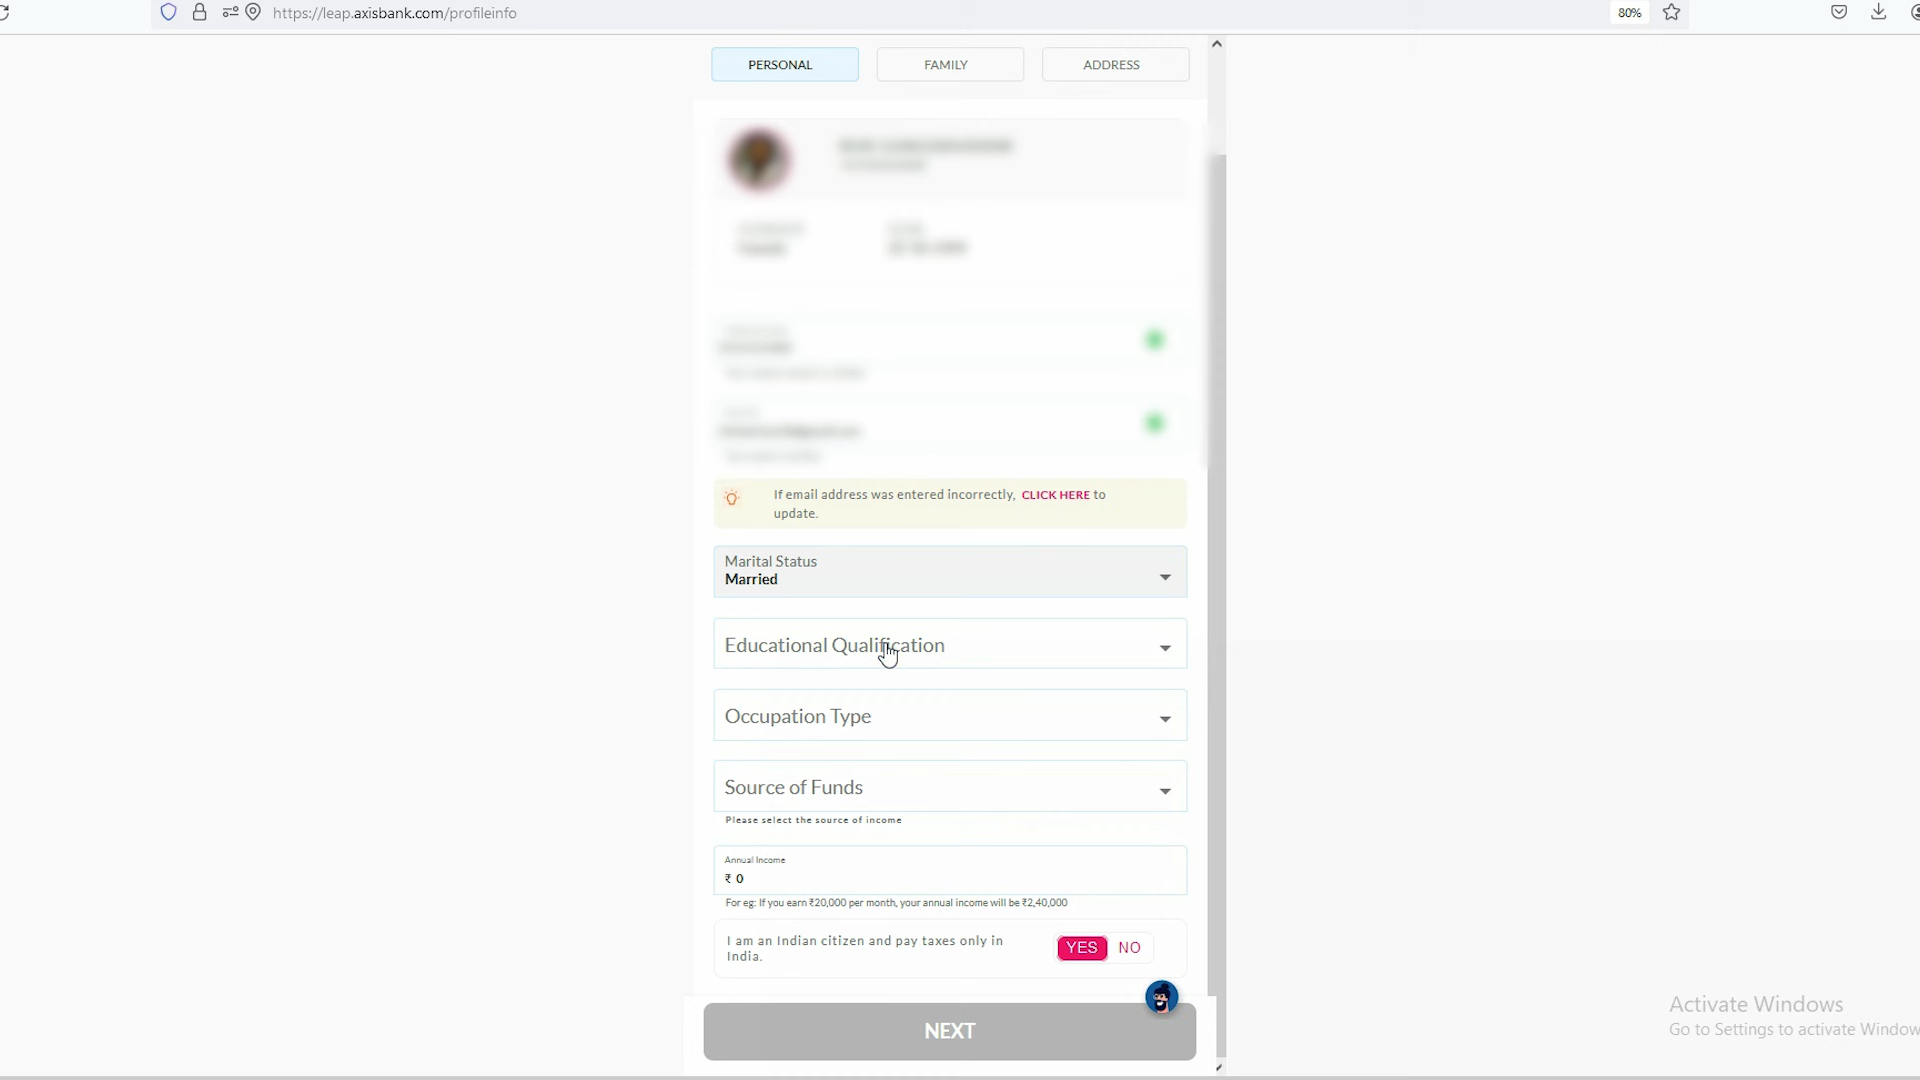 https://leap.axisbank.com/profileinfo
80%
PERSONAL
FAMILY
ADDRESS
If email address was entered incorrectly, CLICK HERE to
update.
Marital Status
Married
Educational Qualification
Occupation Type
Source of Funds
Please select the source of income
Annual Income
₹ 0
For eg: If you earn ₹20,000 per month, your annual income will be ₹2,40,000
I am an Indian citizen and pay taxes only in
India.
YES
NO
NEXT
Activate Windows
Go to Settings to activate Window